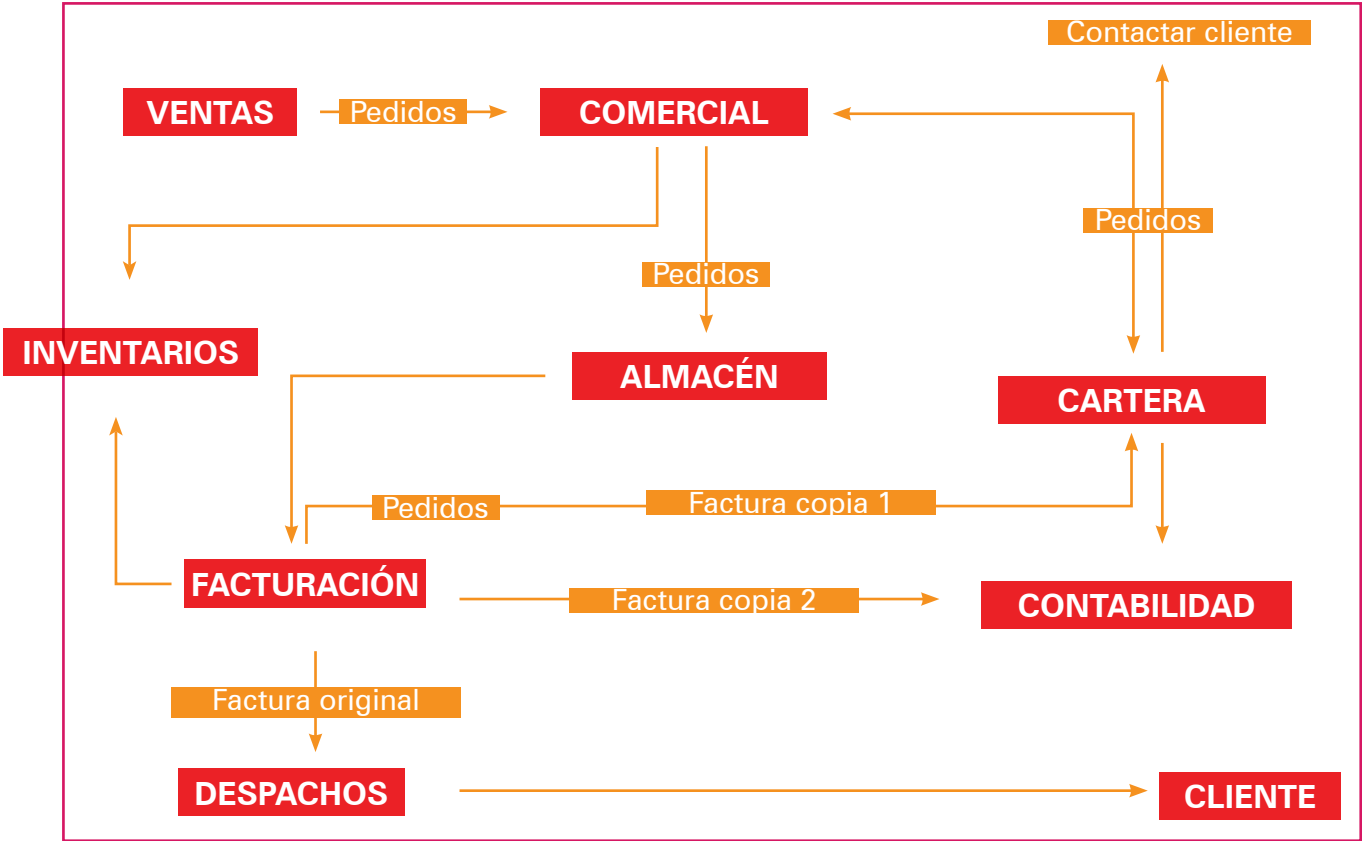 Contactar cliente
VENTAS
Pedidos
COMERCIAL
Pedidos
Pedidos
INVENTARIOS
ALMACÉN
CARTERA
Pedidos
Factura copia 1
FACTURACIÓN
Factura copia 2
CONTABILIDAD
Factura original
DESPACHOS
CLIENTE